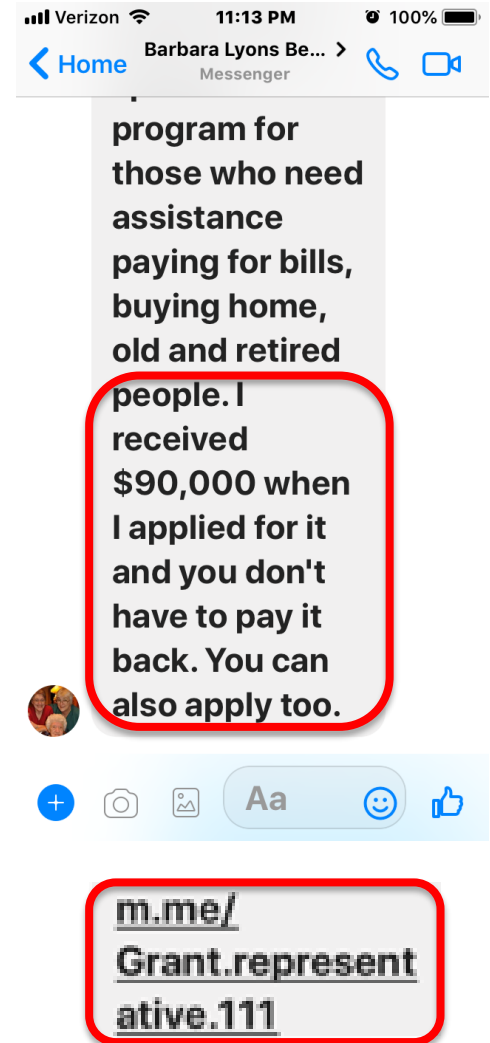 Verizon 11:13 PM 100%
Home Barbara Lyons Be... >
Messenger
program for
those who need
assistance
paying for bills,
buying home,
old and retired
people. I
received
$90,000 when
I applied for it
and you don't
have to pay it
back. You can
also apply too.
Aa
m.me/
Grant.represent
ative.111